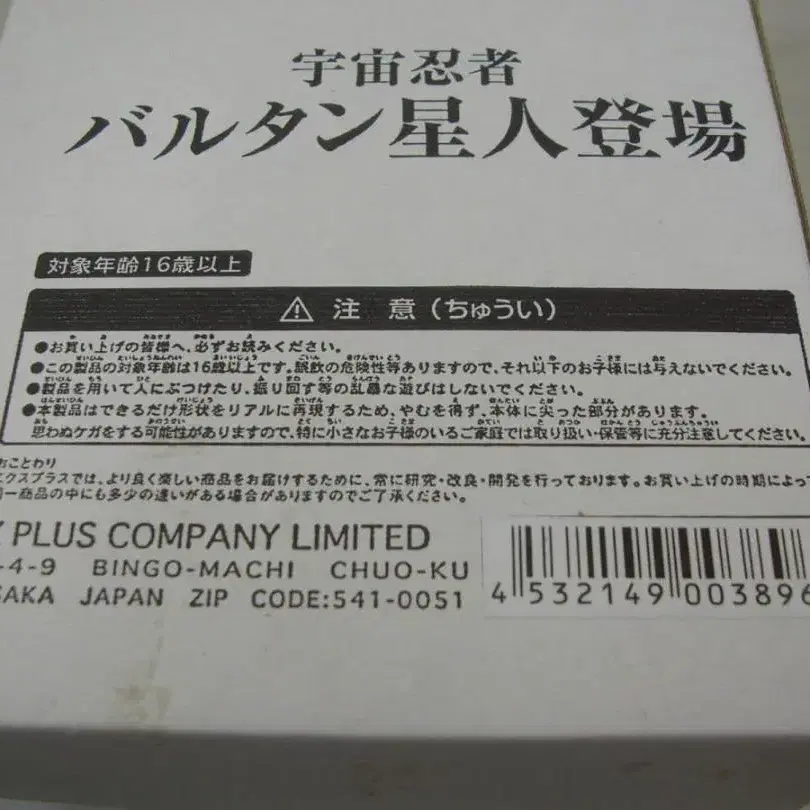 宇宙忍者
バルタン星人登場
対象年齢16歳以上
⚠ 注 意 (ちゅうい)
●お買い上げの皆様へ、必ずお読みください。
●この製品の対象年齢は16歳以上です。誤飲の危険性等ありますので、それ以下のお子様には与えないでください。
●製品を用いて人にぶつけたり、振り回す等の乱暴な遊びはしないでください。
●本製品はできるだけ形状をリアルに再現するため、やむを得ず、本体に尖った部分があります。
思わぬケガをする可能性がありますので、特に小さなお子様のいるご家庭では取り扱い・保管等に充分注意してください。
おことわり
エクスプラスでは、より良く楽しい商品をお届けするために、常に研究・改良・開発を行っております。お買い上げの時期によって
同一商品の中にも多少の違いがある場合がありますのでご了承ください。
X PLUS COMPANY LIMITED
-4-9 BINGO-MACHI CHUO-KU
SAKA JAPAN ZIP CODE:541-0051
4 532149 003896